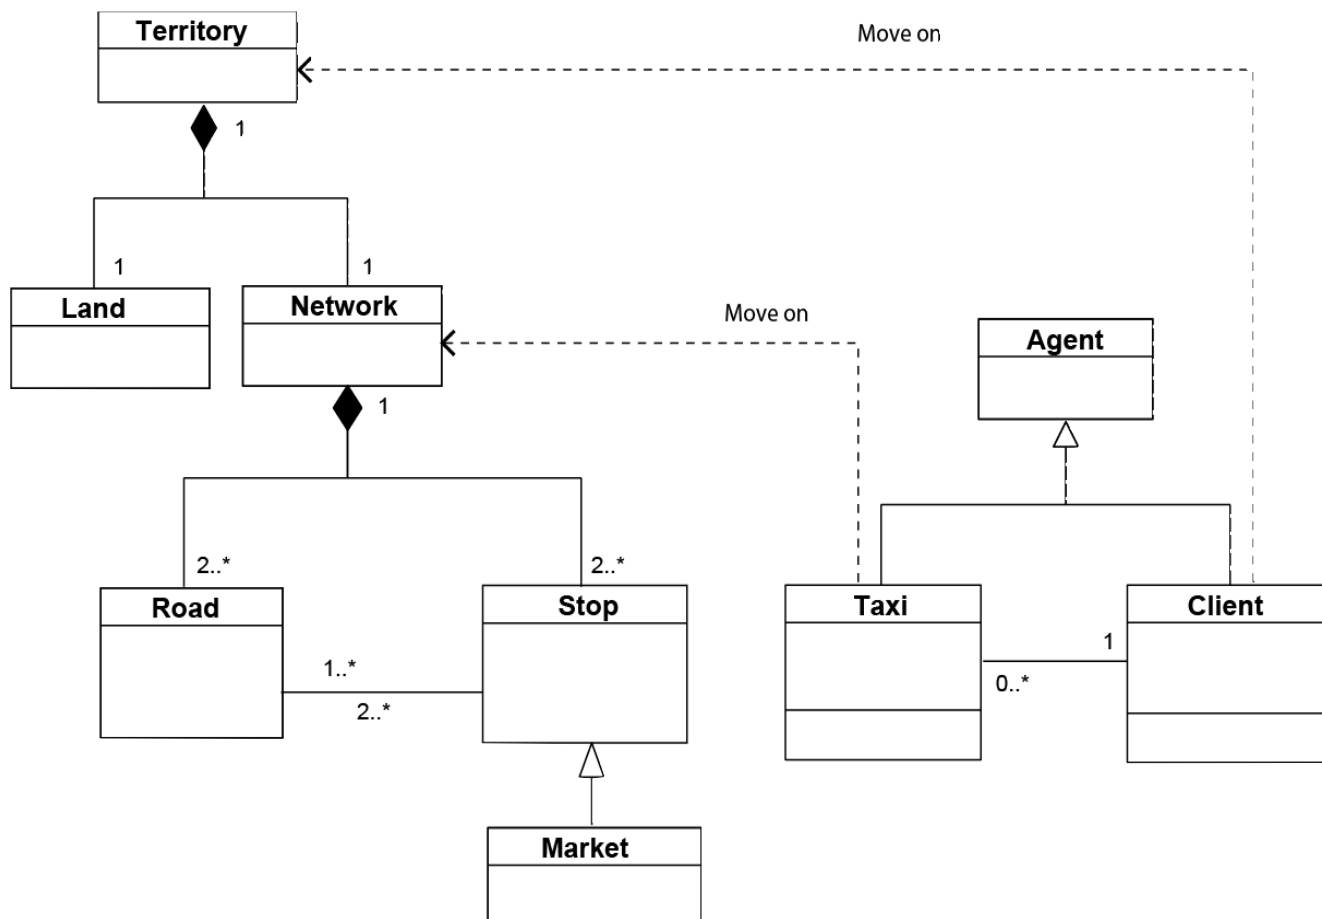 Territory
Move on
1
1
1
Land
Network
Move on
Agent
1
2..*
2..*
Road
Stop
Taxi
Client
1..*
2..*
1
0..*
Market